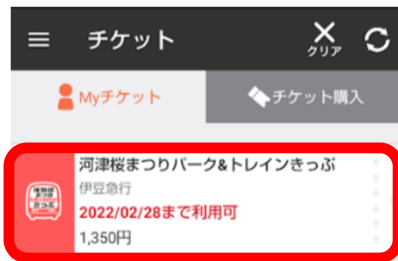 チケット
クリア
Myチケット
チケット購入
河津桜まつりパーク&トレインきっぷ
伊豆急行
2022/02/28まで利用可
1,350円